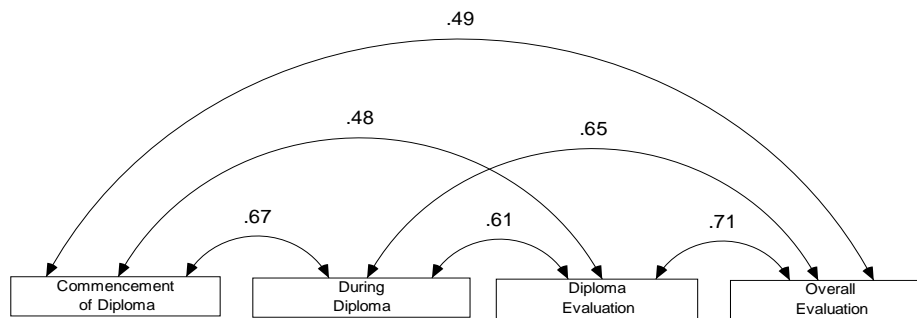 .49
.48
.65
.67
.61
.71
Commencement
of Diploma
During
Diploma
Diploma
Evaluation
Overall
Evaluation